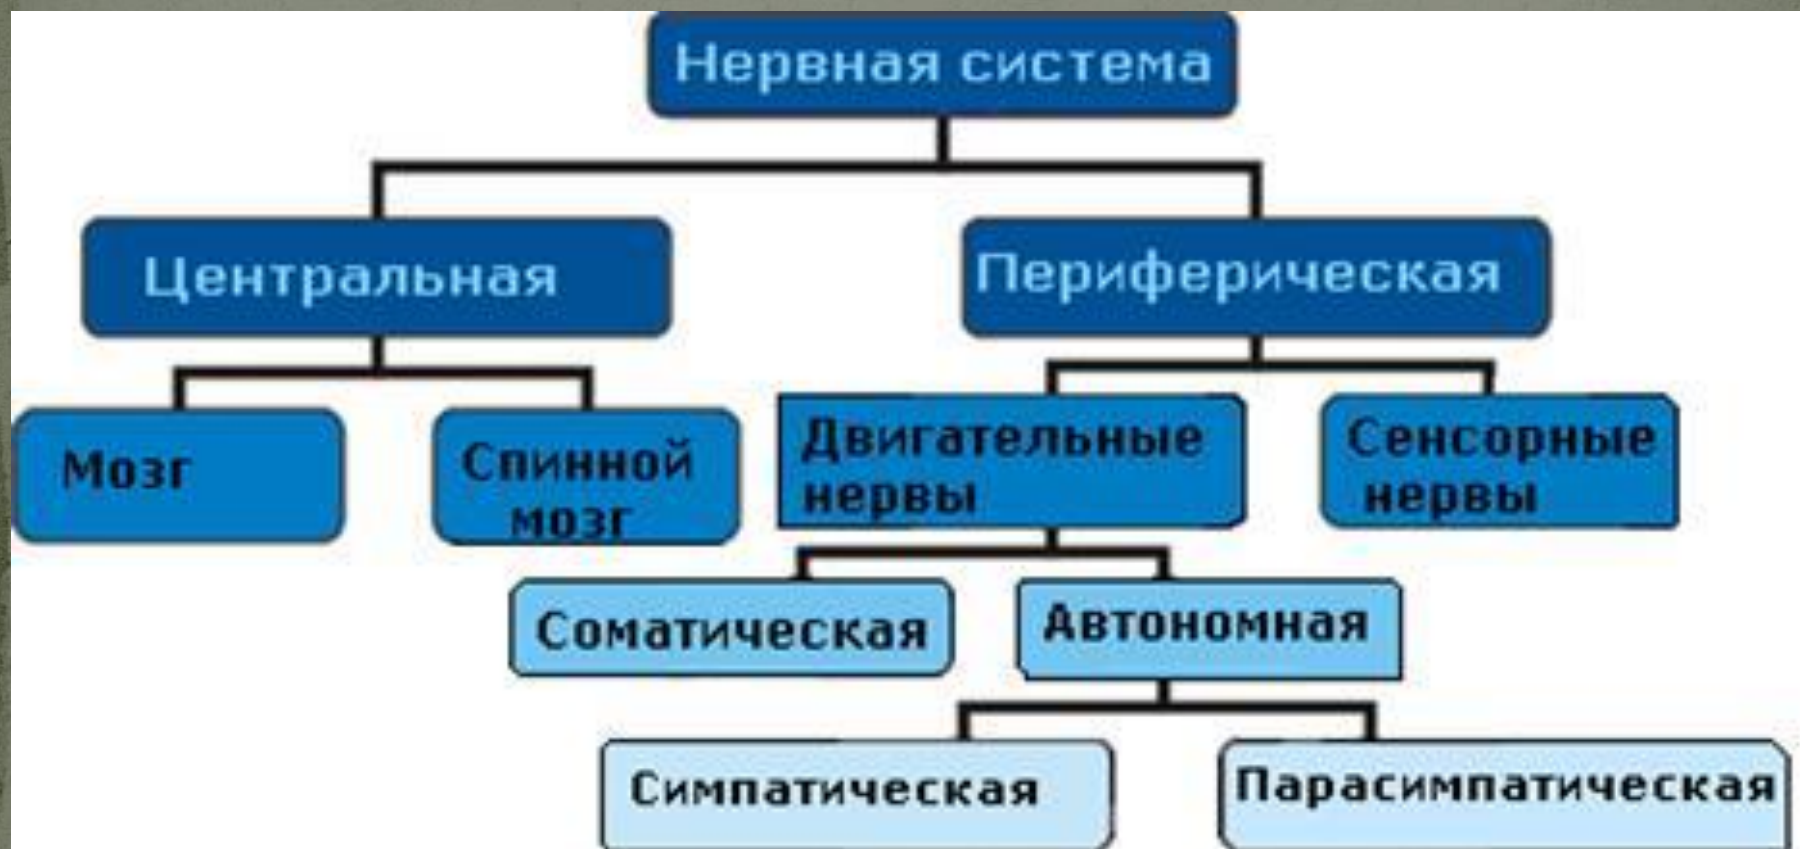 Нервная система
Центральная
Периферическая
Мозг
Спинной
мозг
Двигательные
нервы
Сенсорные
нервы
Соматическая
Автономная
Симпатическая
Парасимпатическая